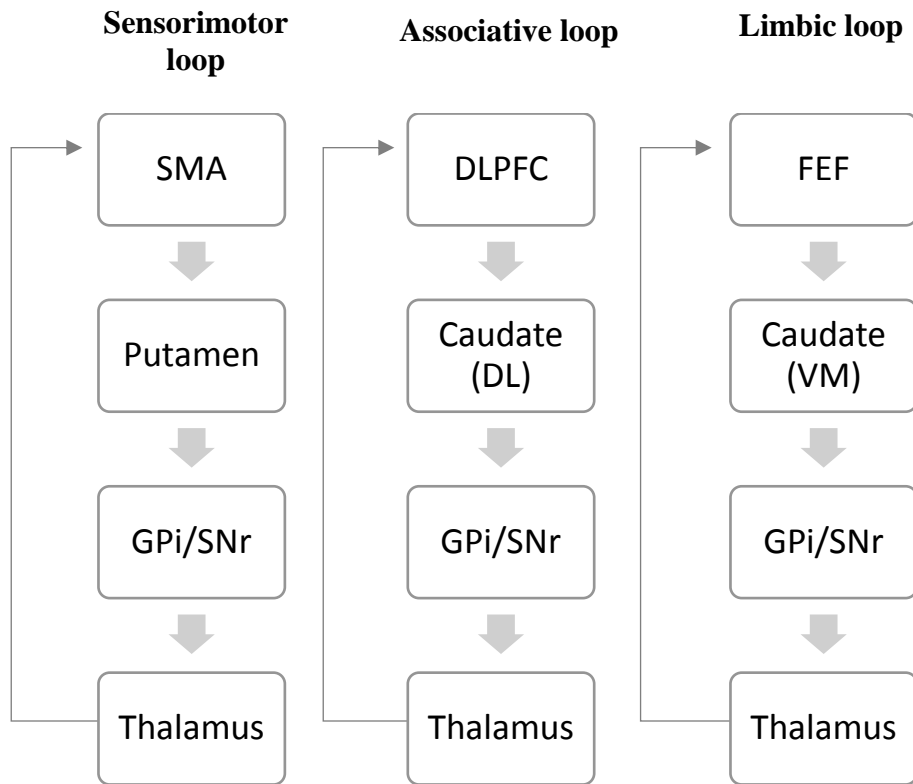 Sensorimotor
loop
Associative loop
Limbic loop
SMA
DLPFC
FEF
Putamen
Caudate
(DL)
Caudate
(VM)
GPi/SNr
GPi/SNr
GPi/SNr
Thalamus
Thalamus
Thalamus